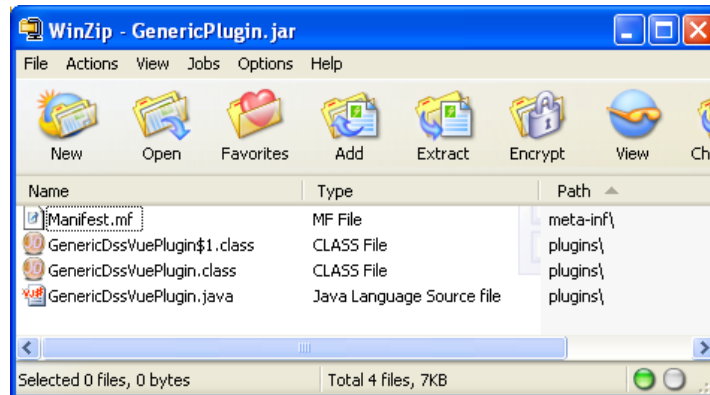 WinZip - GenericPlugin.jar
File Actions View Jobs Options Help
New Open Favorites Add Extract Encrypt View Ch
Name Type Path
Manifest.mf MF File meta-inf\
GenericDssVuePlugin$1.class CLASS File plugins\
GenericDssVuePlugin.class CLASS File plugins\
GenericDssVuePlugin.java Java Language Source file plugins\
Selected 0 files, 0 bytes Total 4 files, 7KB